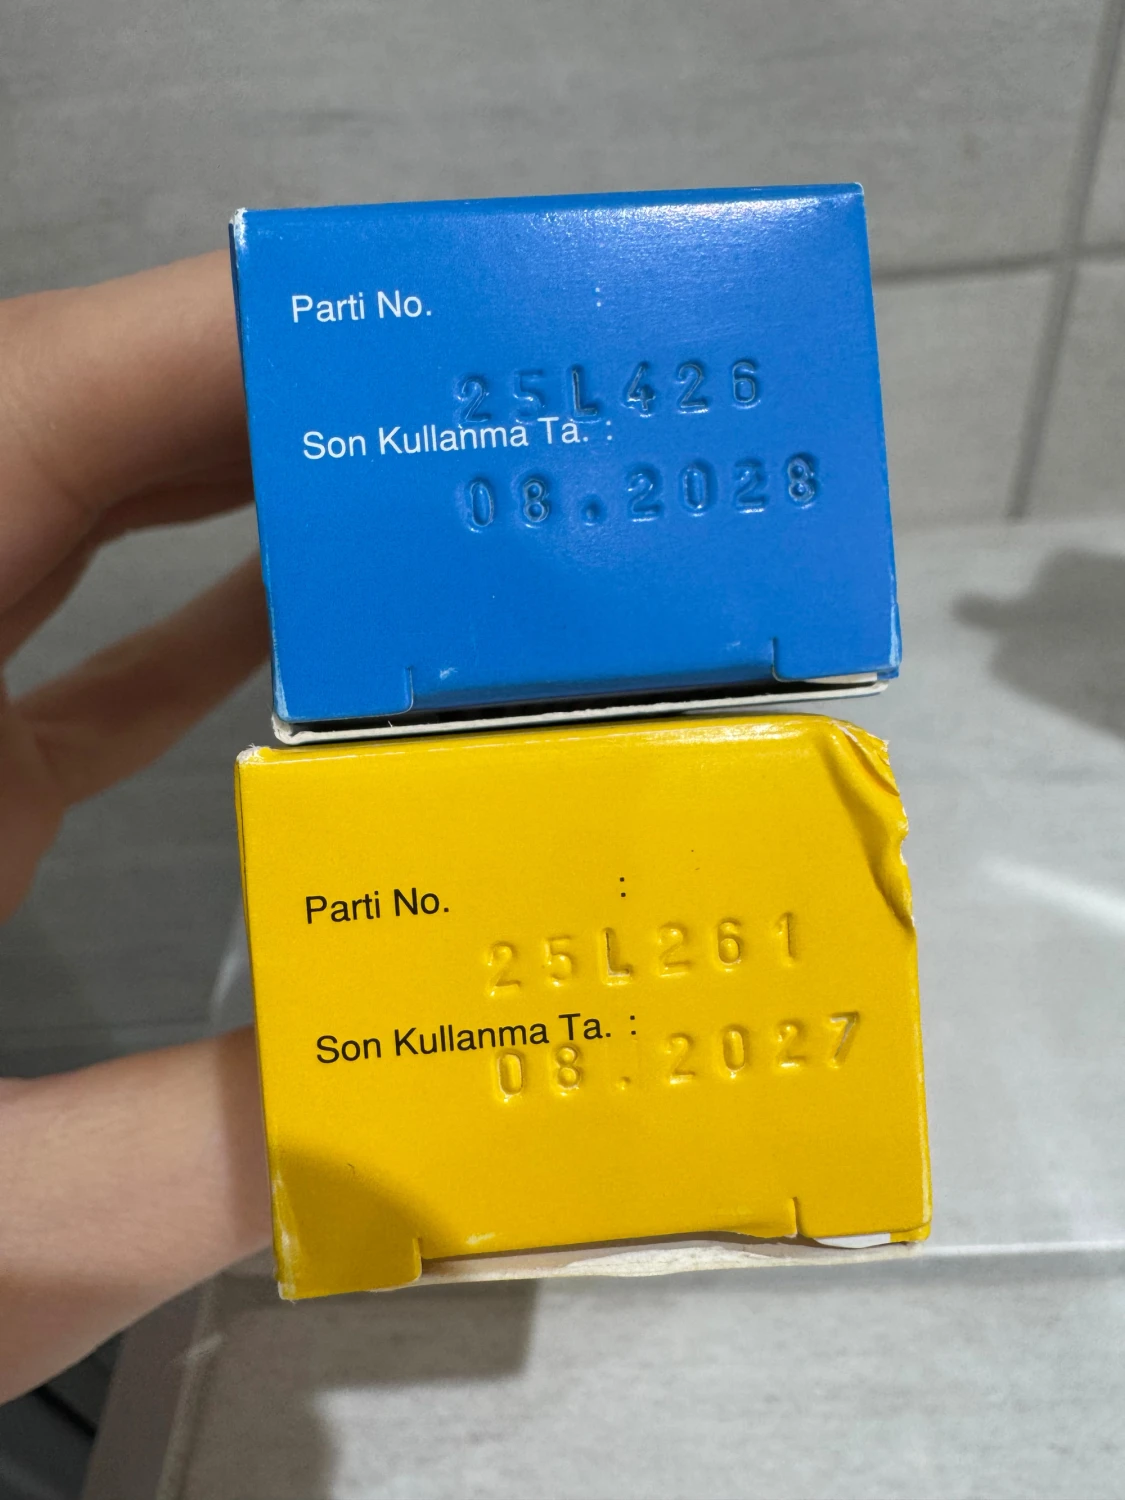 Parti No. :
25L426
Son Kullanma Ta. :
08.2028
Parti No. :
25L261
Son Kullanma Ta. :
08.2027